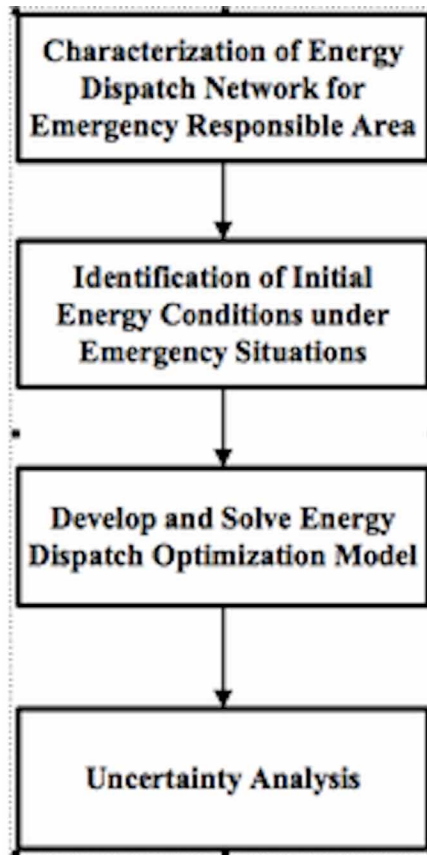 Characterization of Energy
Dispatch Network for
Emergency Responsible Area
Identification of Initial
Energy Conditions under
Emergency Situations
Develop and Solve Energy
Dispatch Optimization Model
Uncertainty Analysis